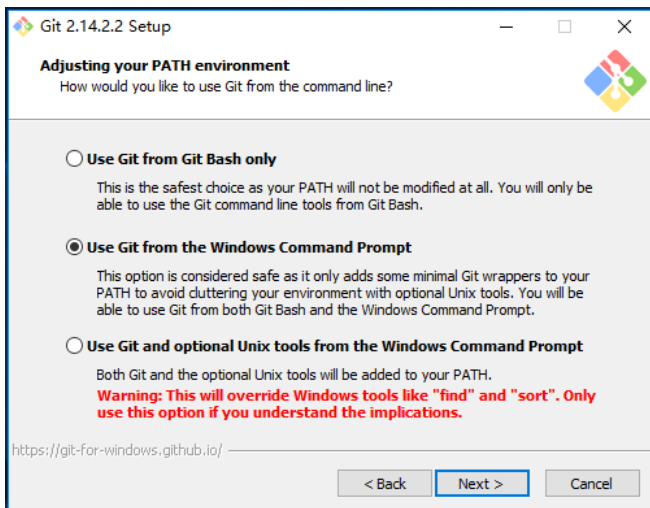 Git 2.14.2.2 Setup
Adjusting your PATH environment
How would you like to use Git from the command line?
Use Git from Git Bash only
This is the safest choice as your PATH will not be modified at all. You will only be
able to use the Git command line tools from Git Bash.
Use Git from the Windows Command Prompt
This option is considered safe as it only adds some minimal Git wrappers to your
PATH to avoid cluttering your environment with optional Unix tools. You will be
able to use Git from both Git Bash and the Windows Command Prompt.
Use Git and optional Unix tools from the Windows Command Prompt
Both Git and the optional Unix tools will be added to your PATH.
Warning: This will override Windows tools like "find" and "sort". Only
use this option if you understand the implications.
https://git-for-windows.github.io/
< Back Next > Cancel